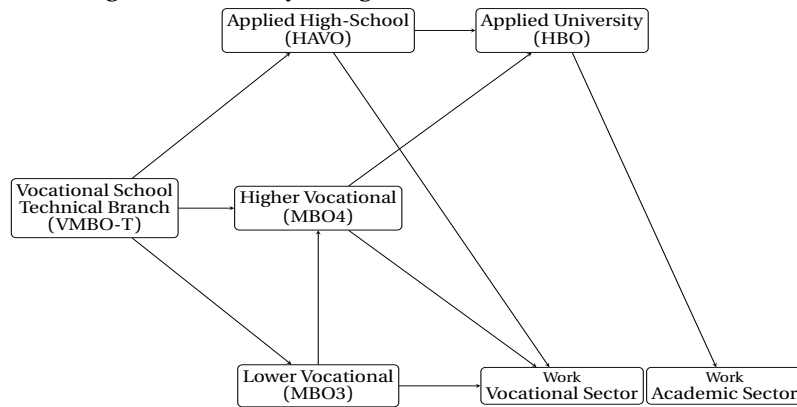 Applied High-School
(HAVO)
Applied University
(HBO)
Vocational School
Technical Branch
(VMBO-T)
Higher Vocational
(MBO4)
Lower Vocational
(MBO3)
Work
Vocational Sector
Work
Academic Sector